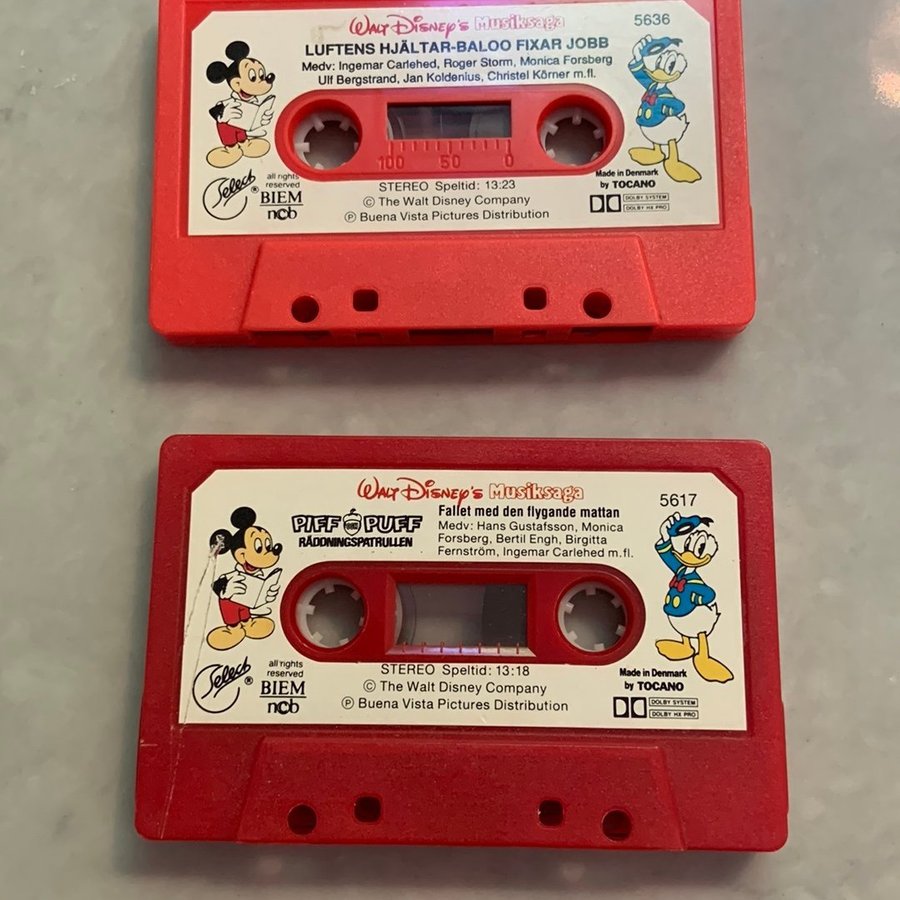 Walt Disney's Musiksaga
5636
LUFTENS HJÄLTAR-BALOO FIXAR JOBB
Medv: Ingemar Carlehed, Roger Storm, Monica Forsberg
Ulf Bergstrand, Jan Koldenius, Christel Körner m.fl.
100 50 0
Select ®
all rights
reserved
BIEM
ncb
STEREO Speltid: 13:23
© The Walt Disney Company
Ⓟ Buena Vista Pictures Distribution
Made in Denmark
by TOCANO
DOLBY SYSTEM
DOLBY HX PRO
Walt Disney's Musiksaga
5617
PIFF PUFF
RÄDDNINGSPATRULLEN
Fallet med den flygande mattan
Medv: Hans Gustafsson, Monica
Forsberg, Bertil Engh, Birgitta
Fernström, Ingemar Carlehed m.fl.
Select ®
all rights
reserved
BIEM
ncb
STEREO Speltid: 13:18
© The Walt Disney Company
Ⓟ Buena Vista Pictures Distribution
Made in Denmark
by TOCANO
DOLBY SYSTEM
DOLBY HX PRO